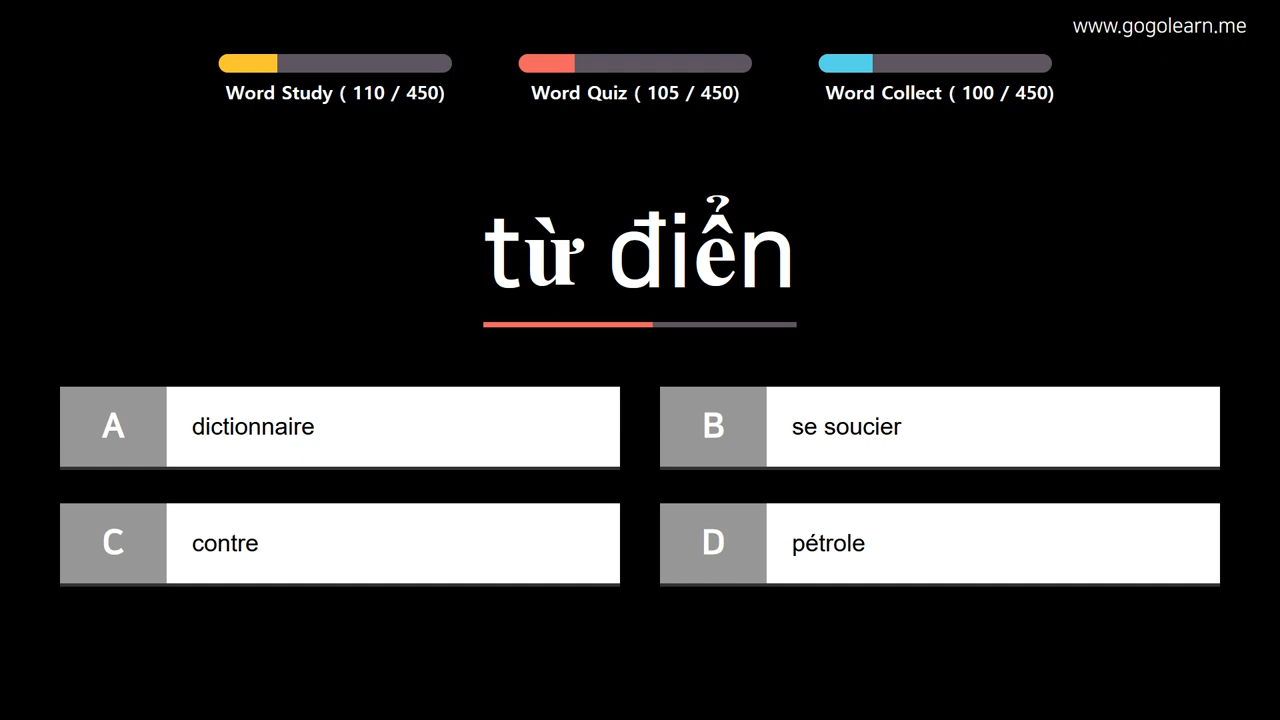 www.gogolearn.me
Word Study ( 110 / 450)
Word Quiz ( 105 / 450)
Word Collect ( 100 / 450)
từ điển
A dictionnaire
B se soucier
C contre
D pétrole